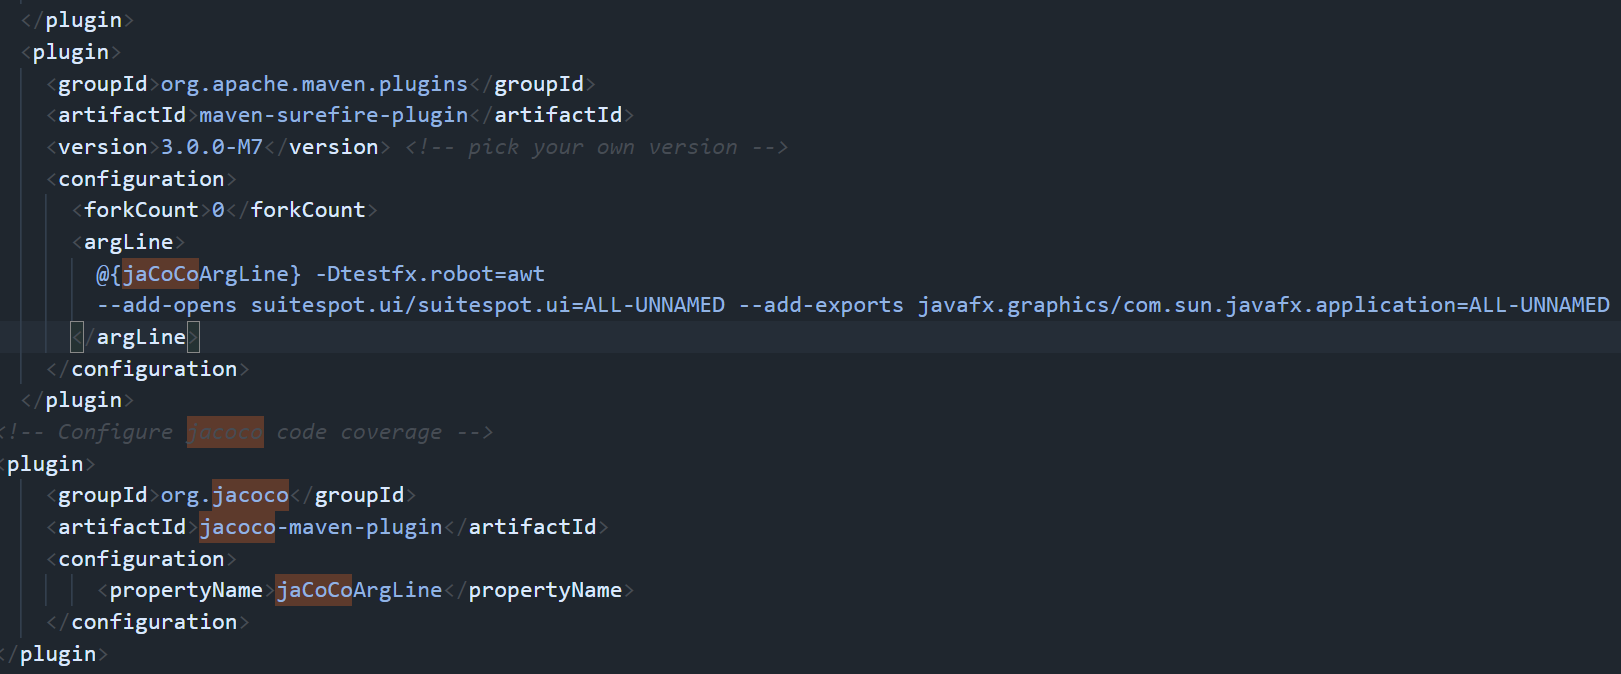 </plugin>
<plugin>
<groupId>org.apache.maven.plugins</groupId>
<artifactId>maven-surefire-plugin</artifactId>
<version>3.0.0-M7</version> <!-- pick your own version -->
<configuration>
<forkCount>0</forkCount>
<argLine>
@{jaCoCoArgLine} -Dtestfx.robot=awt
--add-opens suitespot.ui/suitespot.ui=ALL-UNNAMED --add-exports javafx.graphics/com.sun.javafx.application=ALL-UNNAMED
</argLine>
</configuration>
</plugin>
<!-- Configure jacoco code coverage -->
<plugin>
<groupId>org.jacoco</groupId>
<artifactId>jacoco-maven-plugin</artifactId>
<configuration>
<propertyName>jaCoCoArgLine</propertyName>
</configuration>
</plugin>